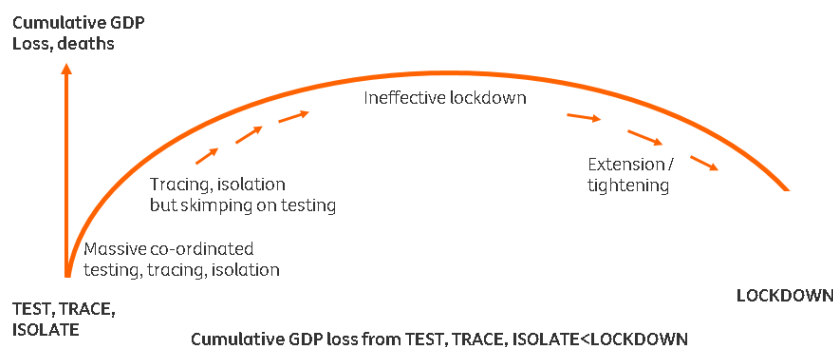 Cumulative GDP
Loss, deaths
Ineffective lockdown
Extension /
tightening
Tracing, isolation
but skimping on testing
Massive co-ordinated
testing, tracing, isolation
TEST, TRACE,
ISOLATE
LOCKDOWN
Cumulative GDP loss from TEST, TRACE, ISOLATE<LOCKDOWN